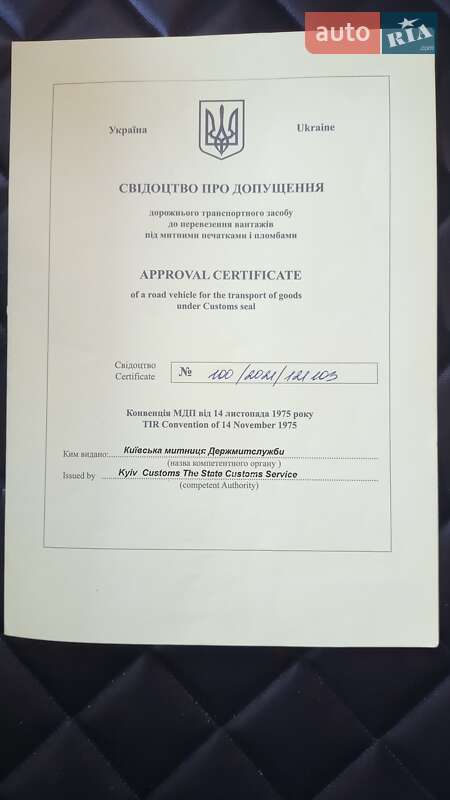 auto RIA.com
Україна Ukraine
СВІДОЦТВО ПРО ДОПУЩЕННЯ
дорожнього транспортного засобу
до перевезення вантажів
під митними печатками і пломбами
APPROVAL CERTIFICATE
of a road vehicle for the transport of goods
under Customs seal
Свідоцтво
Certificate
№ 100/2021/121103
Конвенція МДП від 14 листопада 1975 року
TIR Convention of 14 November 1975
Ким видано: Київська митниця Держмитслужби
(назва компетентного органу )
Issued by Kyiv Customs The State Customs Service
(competent Authority)